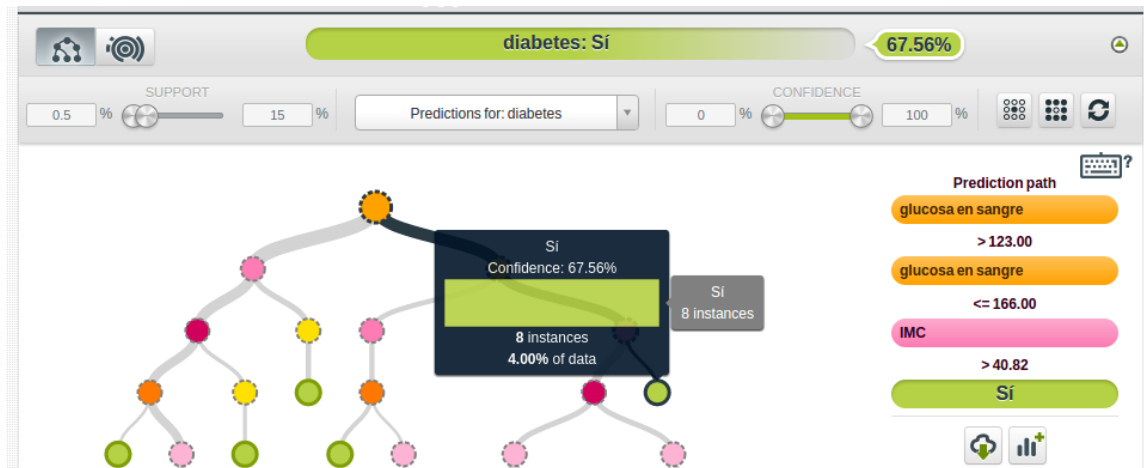 diabetes: Sí
67.56%
SUPPORT
0.5 %
15 %
Predictions for: diabetes
CONFIDENCE
0 %
100 %
?
Prediction path
glucosa en sangre
> 123.00
glucosa en sangre
<= 166.00
IMC
> 40.82
Sí
Sí
Confidence: 67.56%
8 instances
4.00% of data
Sí
8 instances